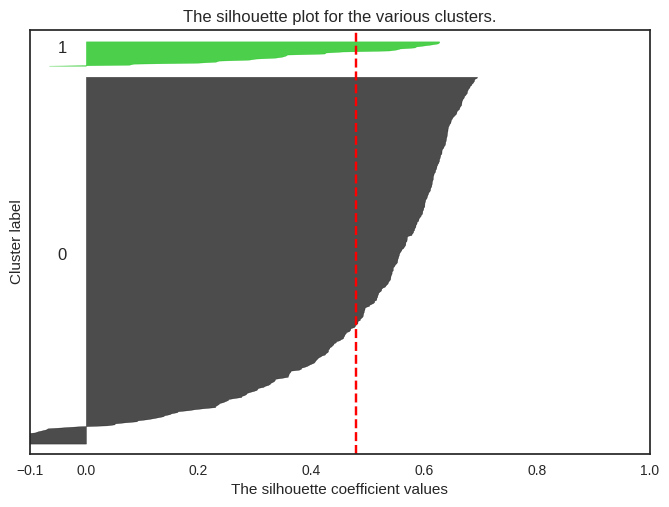 The silhouette plot for the various clusters.
1
0
Cluster label
−0.1 0.0 0.2 0.4 0.6 0.8 1.0
The silhouette coefficient values